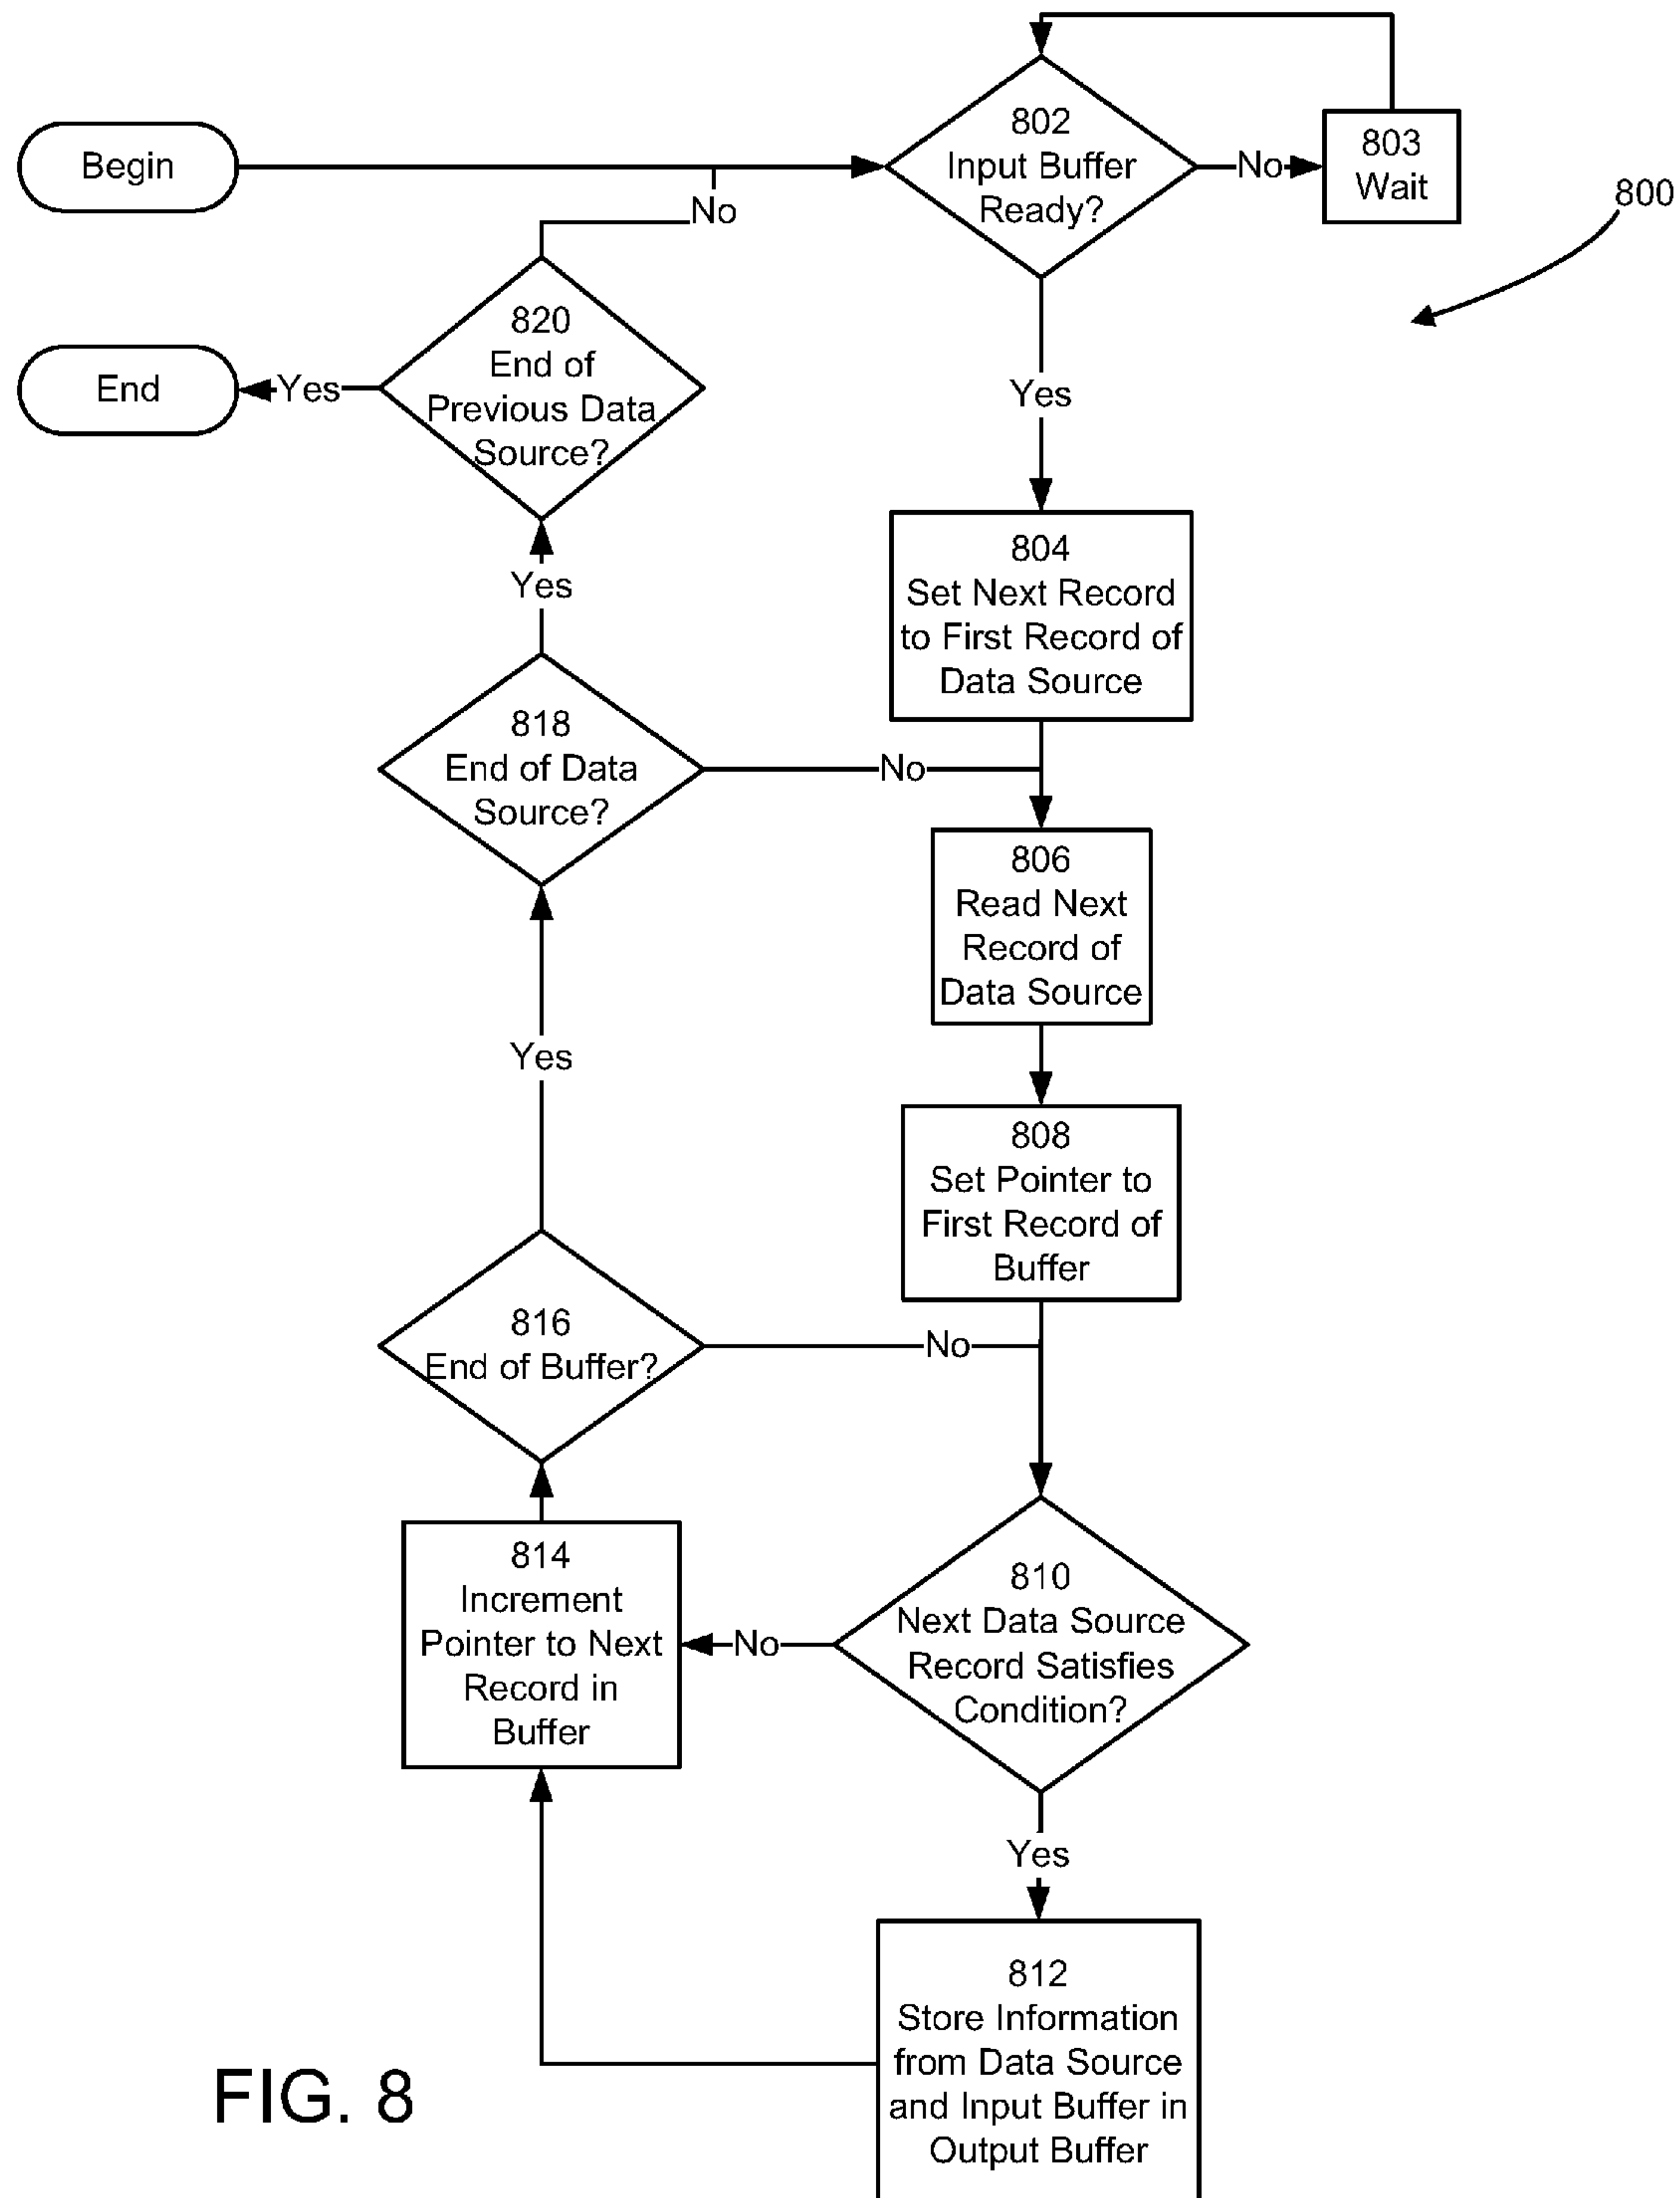 Begin
802
Input Buffer
Ready?
No
803
Wait
800
No
820
End of
Previous Data
Source?
Yes
End
Yes
Yes
804
Set Next Record
to First Record of
Data Source
818
End of Data
Source?
No
806
Read Next
Record of
Data Source
Yes
808
Set Pointer to
First Record of
Buffer
816
End of Buffer?
No
814
Increment
Pointer to Next
Record in
Buffer
No
810
Next Data Source
Record Satisfies
Condition?
Yes
812
Store Information
from Data Source
and Input Buffer in
Output Buffer
FIG. 8